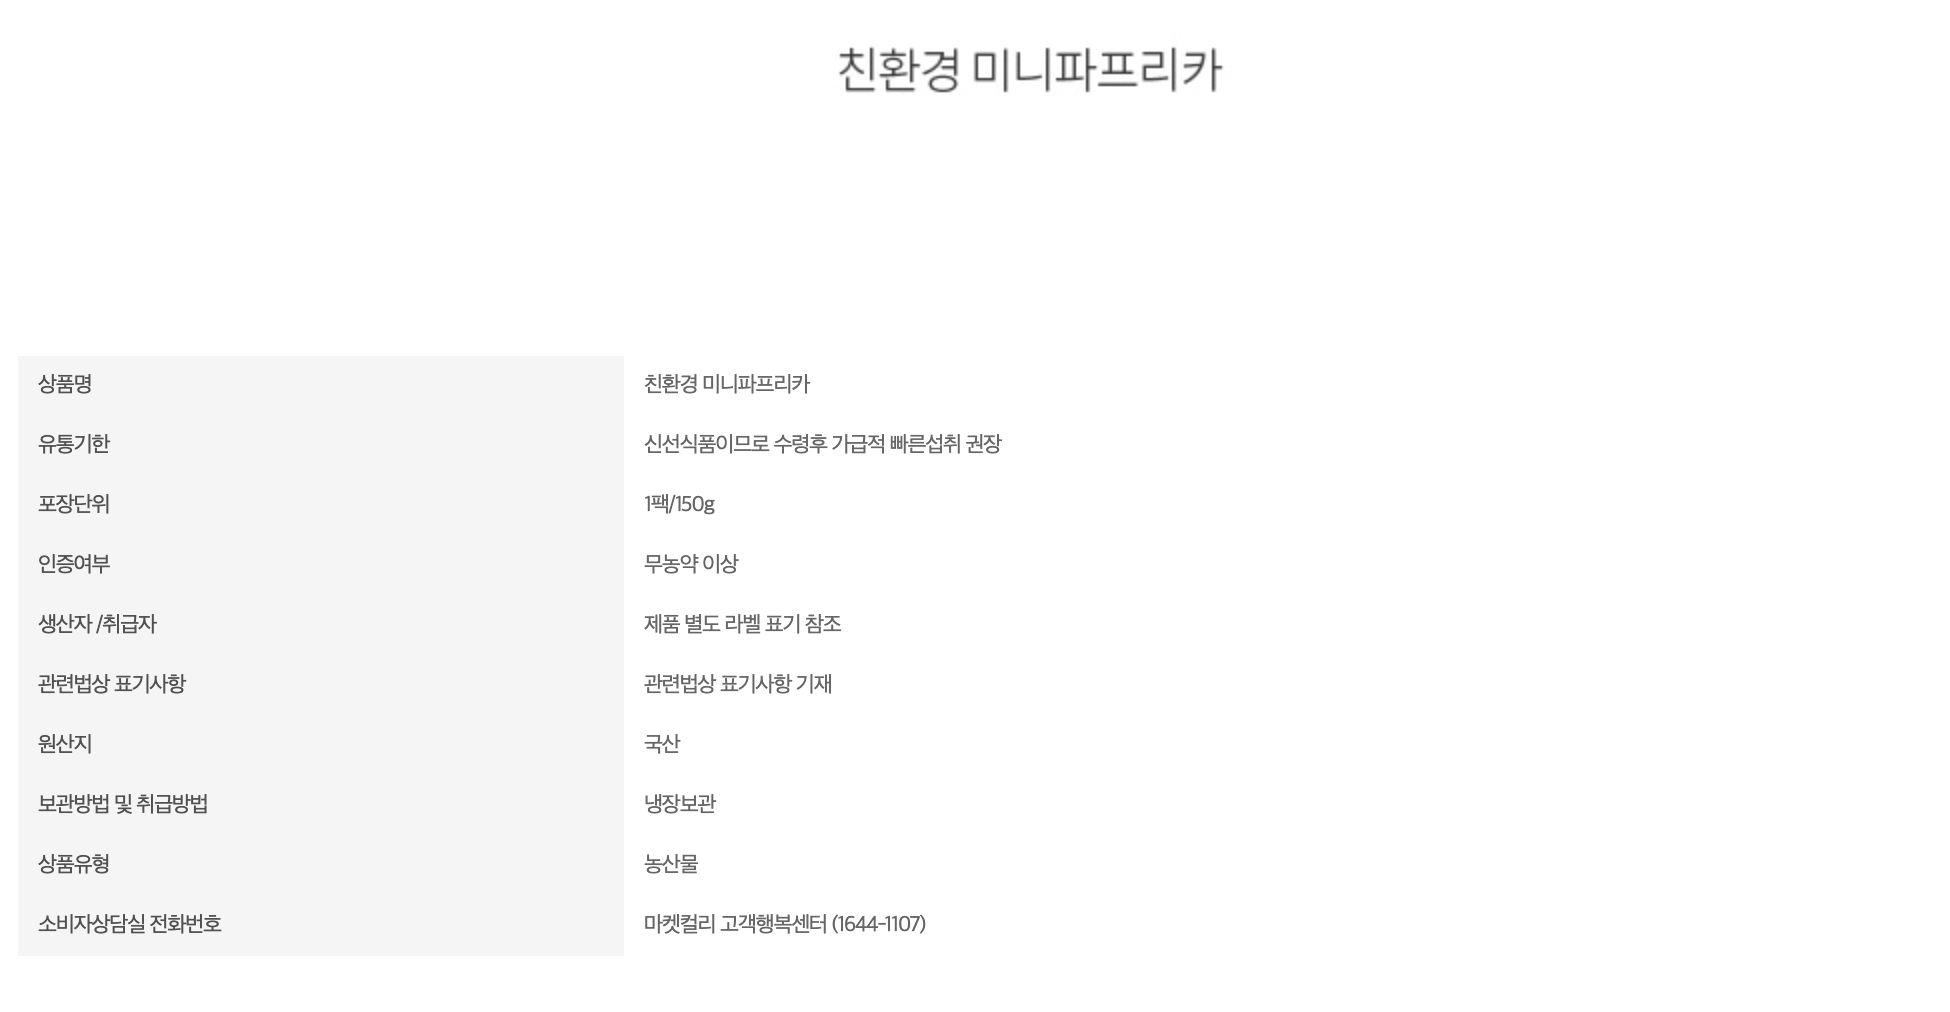 친환경 미니파프리카
상품명 친환경 미니파프리카
유통기한 신선식품이므로 수령후 가급적 빠른섭취 권장
포장단위 1팩/150g
인증여부 무농약 이상
생산자 /취급자 제품 별도 라벨 표기 참조
관련법상 표기사항 관련법상 표기사항 기재
원산지 국산
보관방법 및 취급방법 냉장보관
상품유형 농산물
소비자상담실 전화번호 마켓컬리 고객행복센터 (1644-1107)